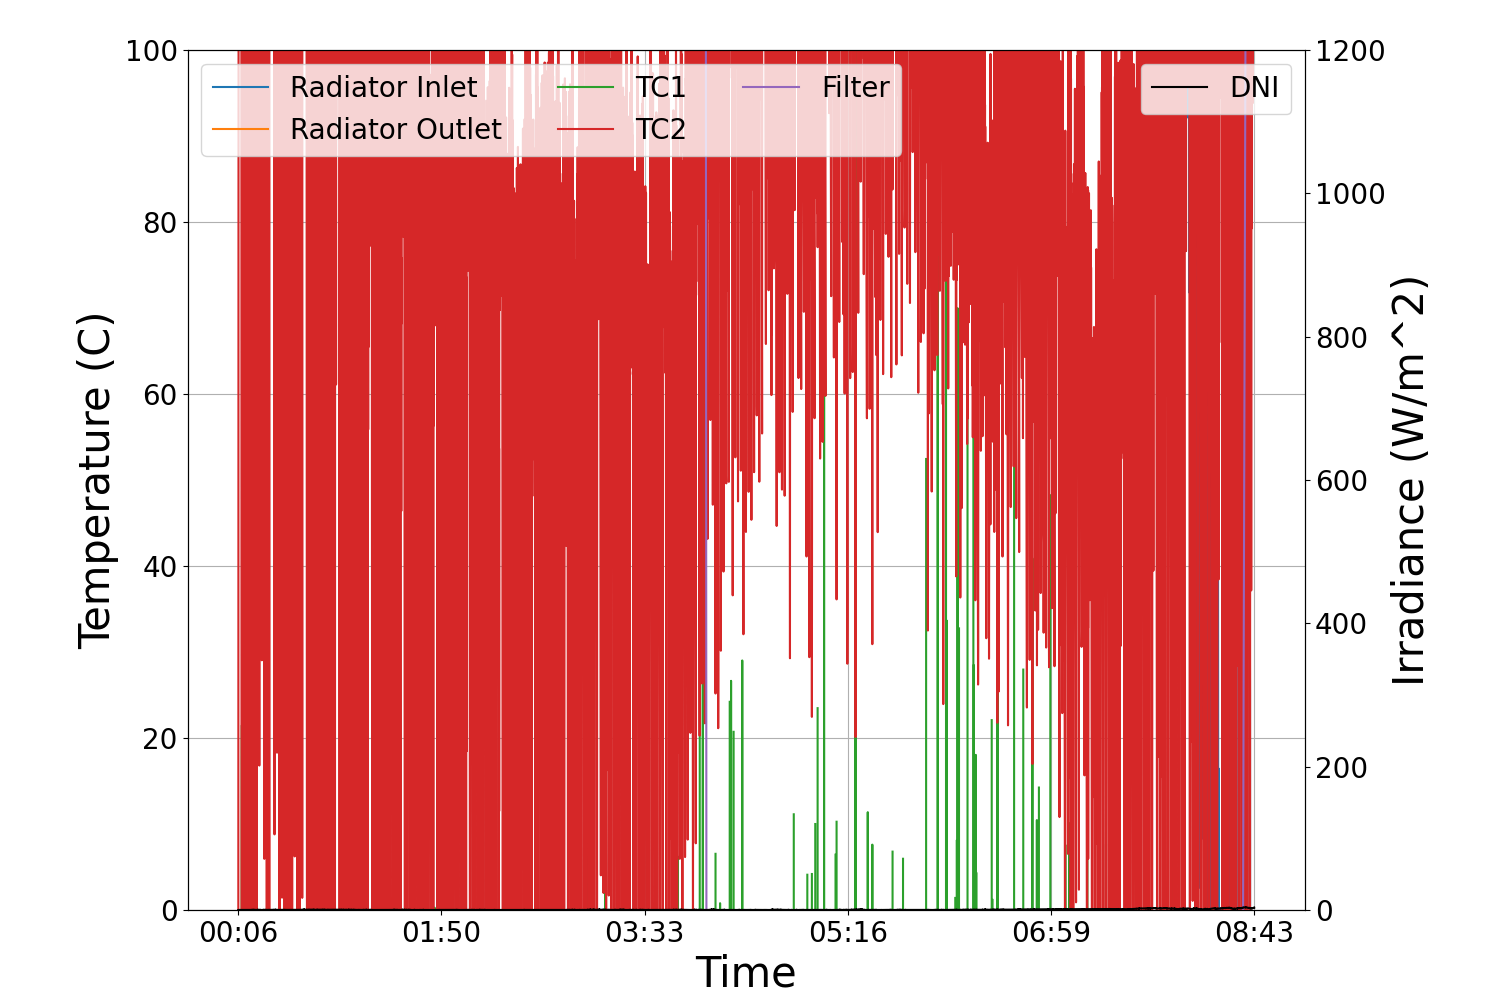 100
80
60
40
20
0
Temperature (C)
Radiator Inlet
Radiator Outlet
TC1
TC2
Filter
DNI
1200
1000
800
600
400
200
0
Irradiance (W/m^2)
00:06 01:50 03:33 05:16 06:59 08:43
Time